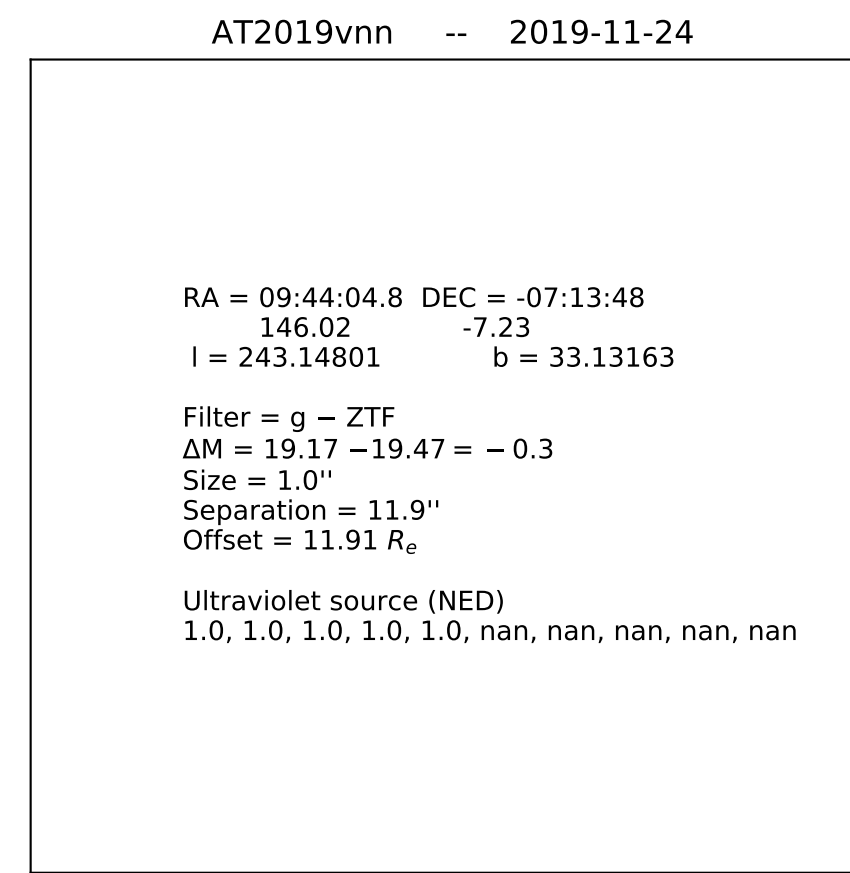 AT2019vnn -- 2019-11-24
RA = 09:44:04.8 DEC = -07:13:48
146.02 -7.23
l = 243.14801 b = 33.13163
Filter = g − ZTF
ΔM = 19.17 −19.47 = − 0.3
Size = 1.0''
Separation = 11.9''
Offset = 11.91 Rₑ
Ultraviolet source (NED)
1.0, 1.0, 1.0, 1.0, 1.0, nan, nan, nan, nan, nan